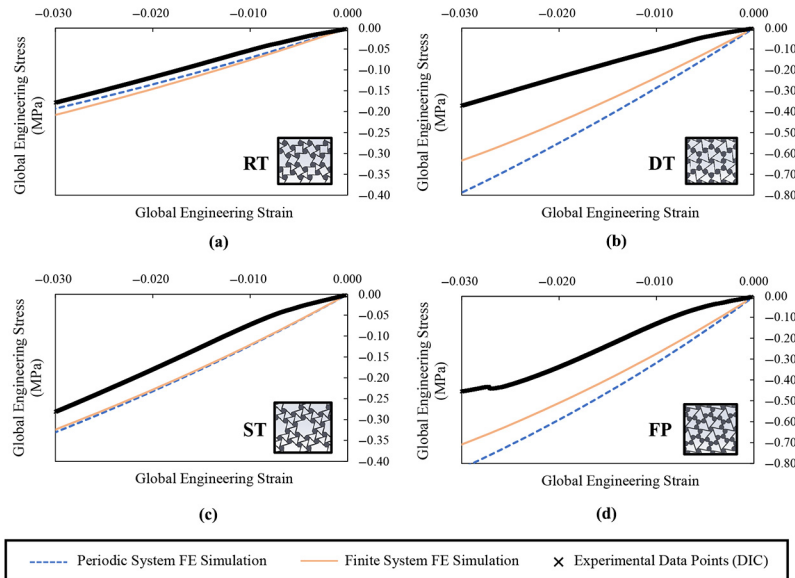 −0.030 −0.020 −0.010 0.000
0.00
−0.05
−0.10
−0.15
−0.20
−0.25
−0.30
−0.35
−0.40
Global Engineering Stress
(MPa)
RT
Global Engineering Strain
(a)
−0.030 −0.020 −0.010 0.000
0.00
−0.10
−0.20
−0.30
−0.40
−0.50
−0.60
−0.70
−0.80
Global Engineering Stress
(MPa)
DT
Global Engineering Strain
(b)
−0.030 −0.020 −0.010 0.000
0.00
−0.05
−0.10
−0.15
−0.20
−0.25
−0.30
−0.35
−0.40
Global Engineering Stress
(MPa)
ST
Global Engineering Strain
(c)
−0.030 −0.020 −0.010 0.000
0.00
−0.10
−0.20
−0.30
−0.40
−0.50
−0.60
−0.70
−0.80
Global Engineering Stress
(MPa)
FP
Global Engineering Strain
(d)
Periodic System FE Simulation Finite System FE Simulation Experimental Data Points (DIC)